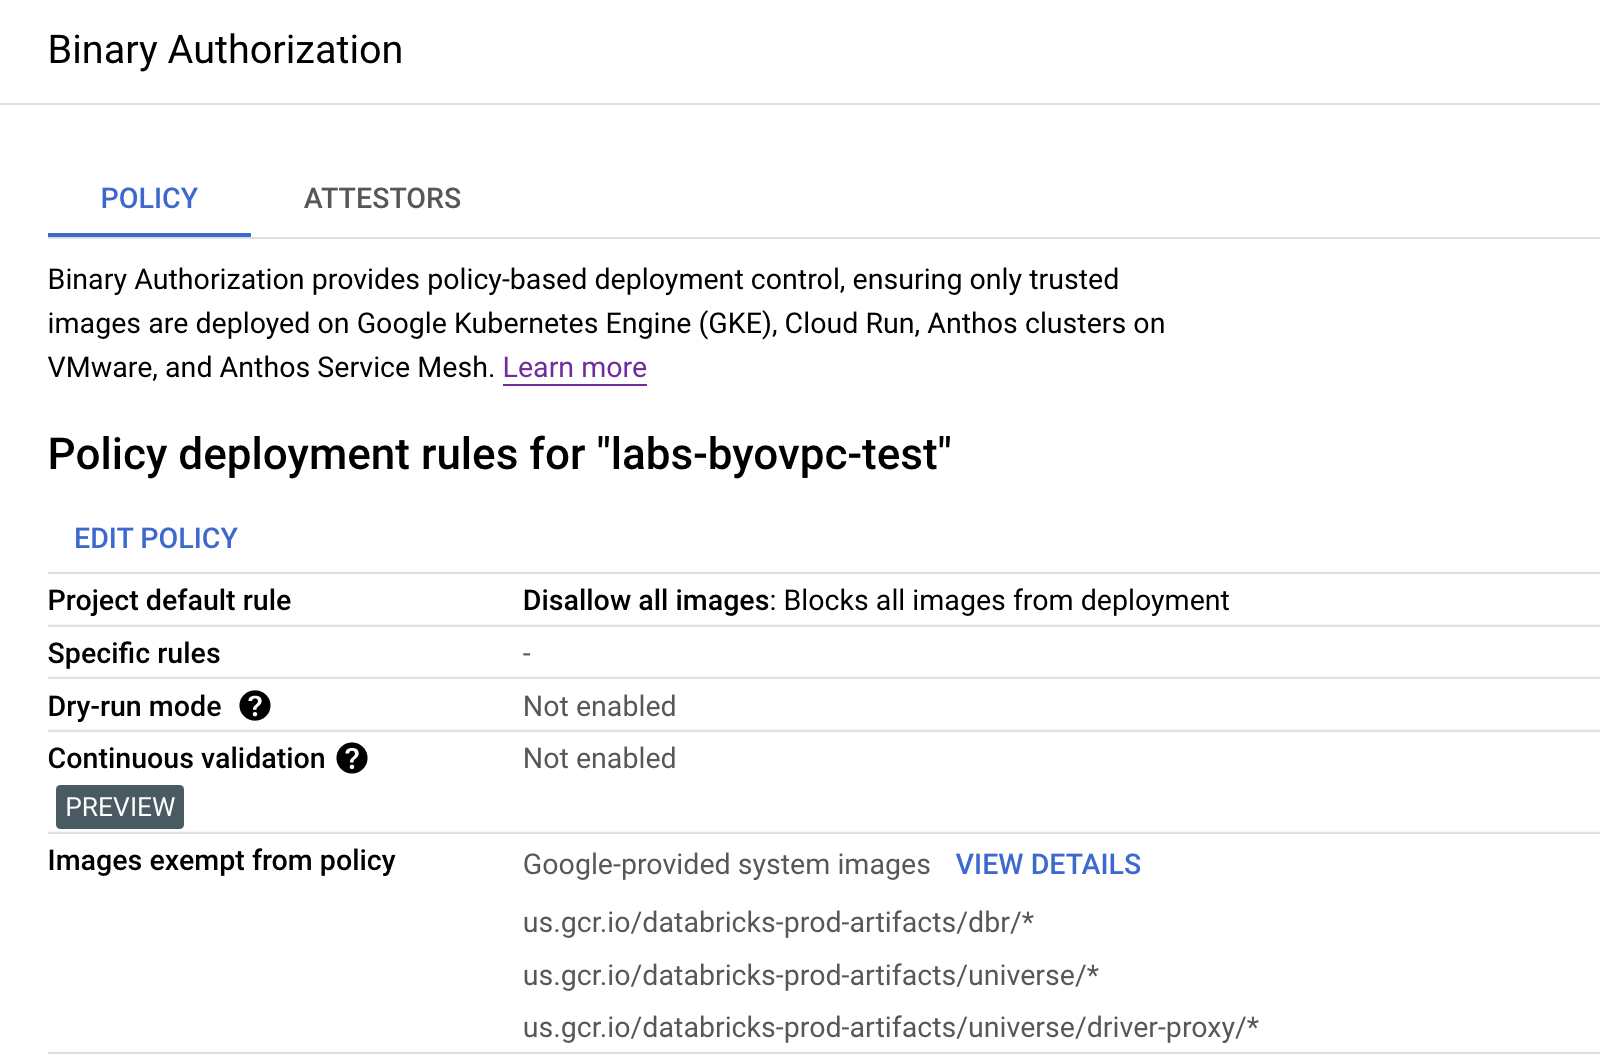 Binary Authorization
POLICY ATTESTORS
Binary Authorization provides policy-based deployment control, ensuring only trusted
images are deployed on Google Kubernetes Engine (GKE), Cloud Run, Anthos clusters on
VMware, and Anthos Service Mesh. Learn more
Policy deployment rules for "labs-byovpc-test"
EDIT POLICY
Project default rule Disallow all images: Blocks all images from deployment
Specific rules -
Dry-run mode ? Not enabled
Continuous validation ? Not enabled
PREVIEW
Images exempt from policy Google-provided system images VIEW DETAILS
us.gcr.io/databricks-prod-artifacts/dbr/*
us.gcr.io/databricks-prod-artifacts/universe/*
us.gcr.io/databricks-prod-artifacts/universe/driver-proxy/*